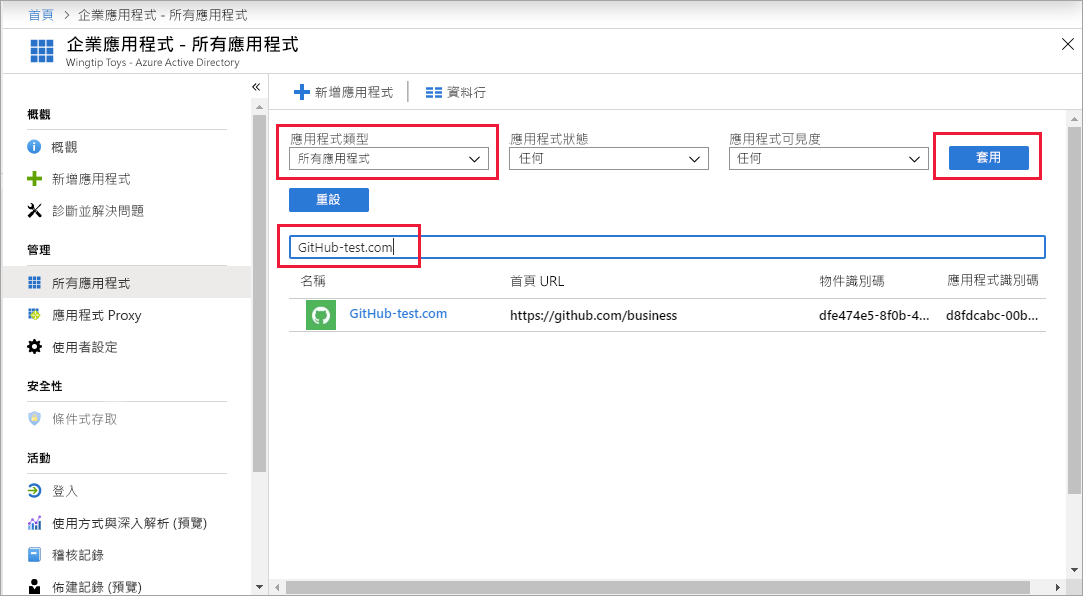 首頁 > 企業應用程式 - 所有應用程式
企業應用程式 - 所有應用程式
Wingtip Toys - Azure Active Directory
概觀
概觀
新增應用程式
診斷並解決問題
管理
所有應用程式
應用程式 Proxy
使用者設定
安全性
條件式存取
活動
登入
使用方式與深入解析 (預覽)
稽核記錄
佈建記錄 (預覽)
新增應用程式 資料行
應用程式類型 應用程式狀態 應用程式可見度
所有應用程式 任何 任何 套用
重設
GitHub-test.com
名稱 首頁 URL 物件識別碼 應用程式識別碼
GitHub-test.com https://github.com/business dfe474e5-8f0b-4... d8fdcabc-00b...